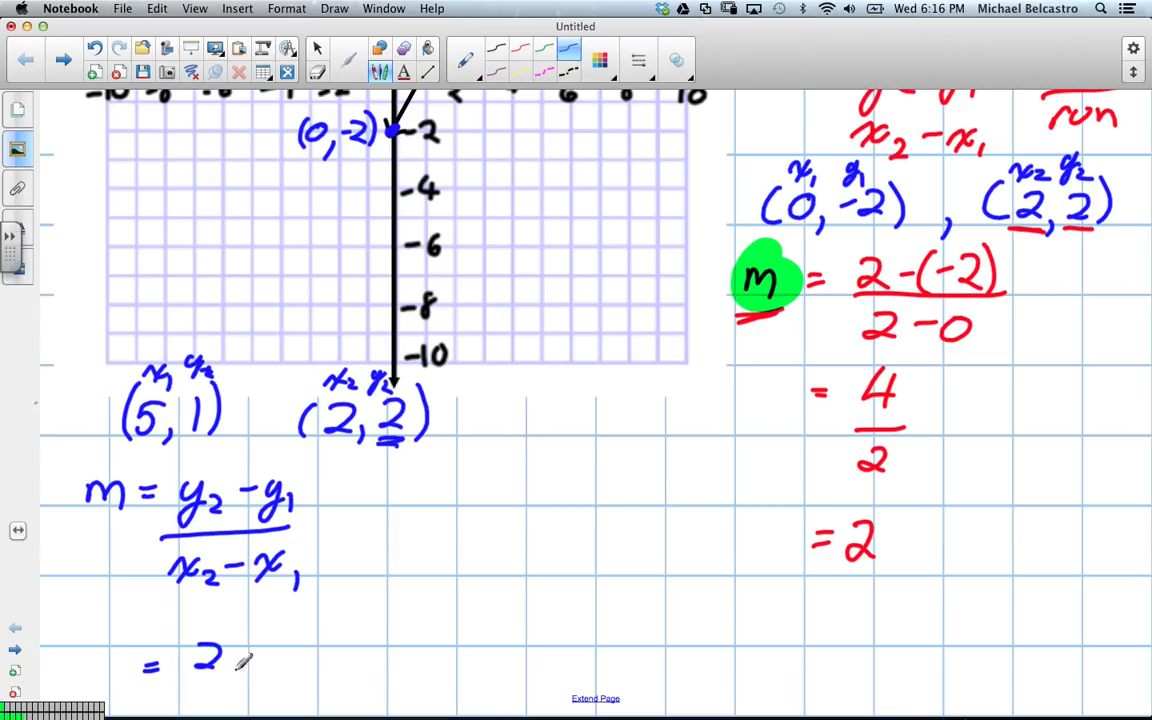 Notebook File Edit View Insert Format Draw Window Help Wed 6:16 PM Michael Belcastro
Untitled
-10 -8 2 6 8 10
(0, -2) -2
-4
-6
-8
-10
run
x2 - x1
x1 y1 x2 y2
(0, -2) , (2, 2)
m = 2 - (-2)
2 - 0
= 4
2
= 2
x1 x2 y2
(5, 1) (2, 2)
m = y2 - y1
x2 - x1
= 2
Extend Page